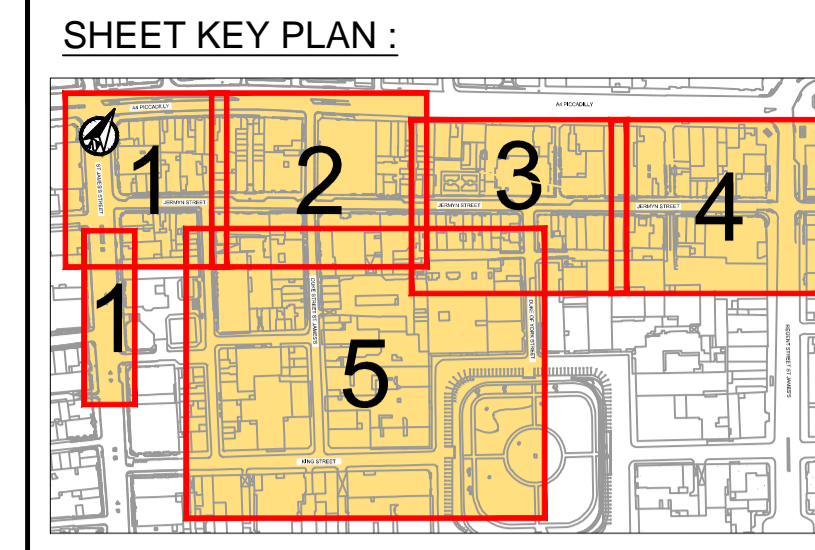 SHEET KEY PLAN :
A4 PICCADILLY
A4 PICCADILLY
1
2
3
4
ST JAMES'S STREET
JERMYN STREET
JERMYN STREET
JERMYN STREET
1
DUKE STREET ST. JAMES'S
DUKE OF YORK STREET
REGENT STREET ST. JAMES'S
5
KING STREET